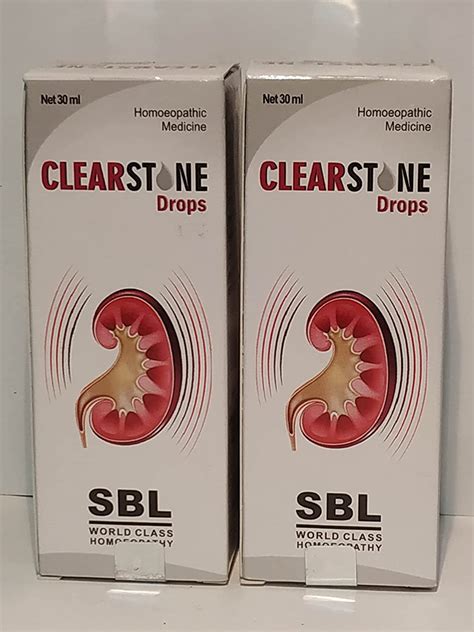 Net 30 ml
Homoeopathic
Medicine
CLEARSTONE
Drops
SBL
WORLD CLASS
HOMOEOPATHY
Net 30 ml
Homoeopathic
Medicine
CLEARSTONE
Drops
SBL
WORLD CLASS
HOMOEOPATHY